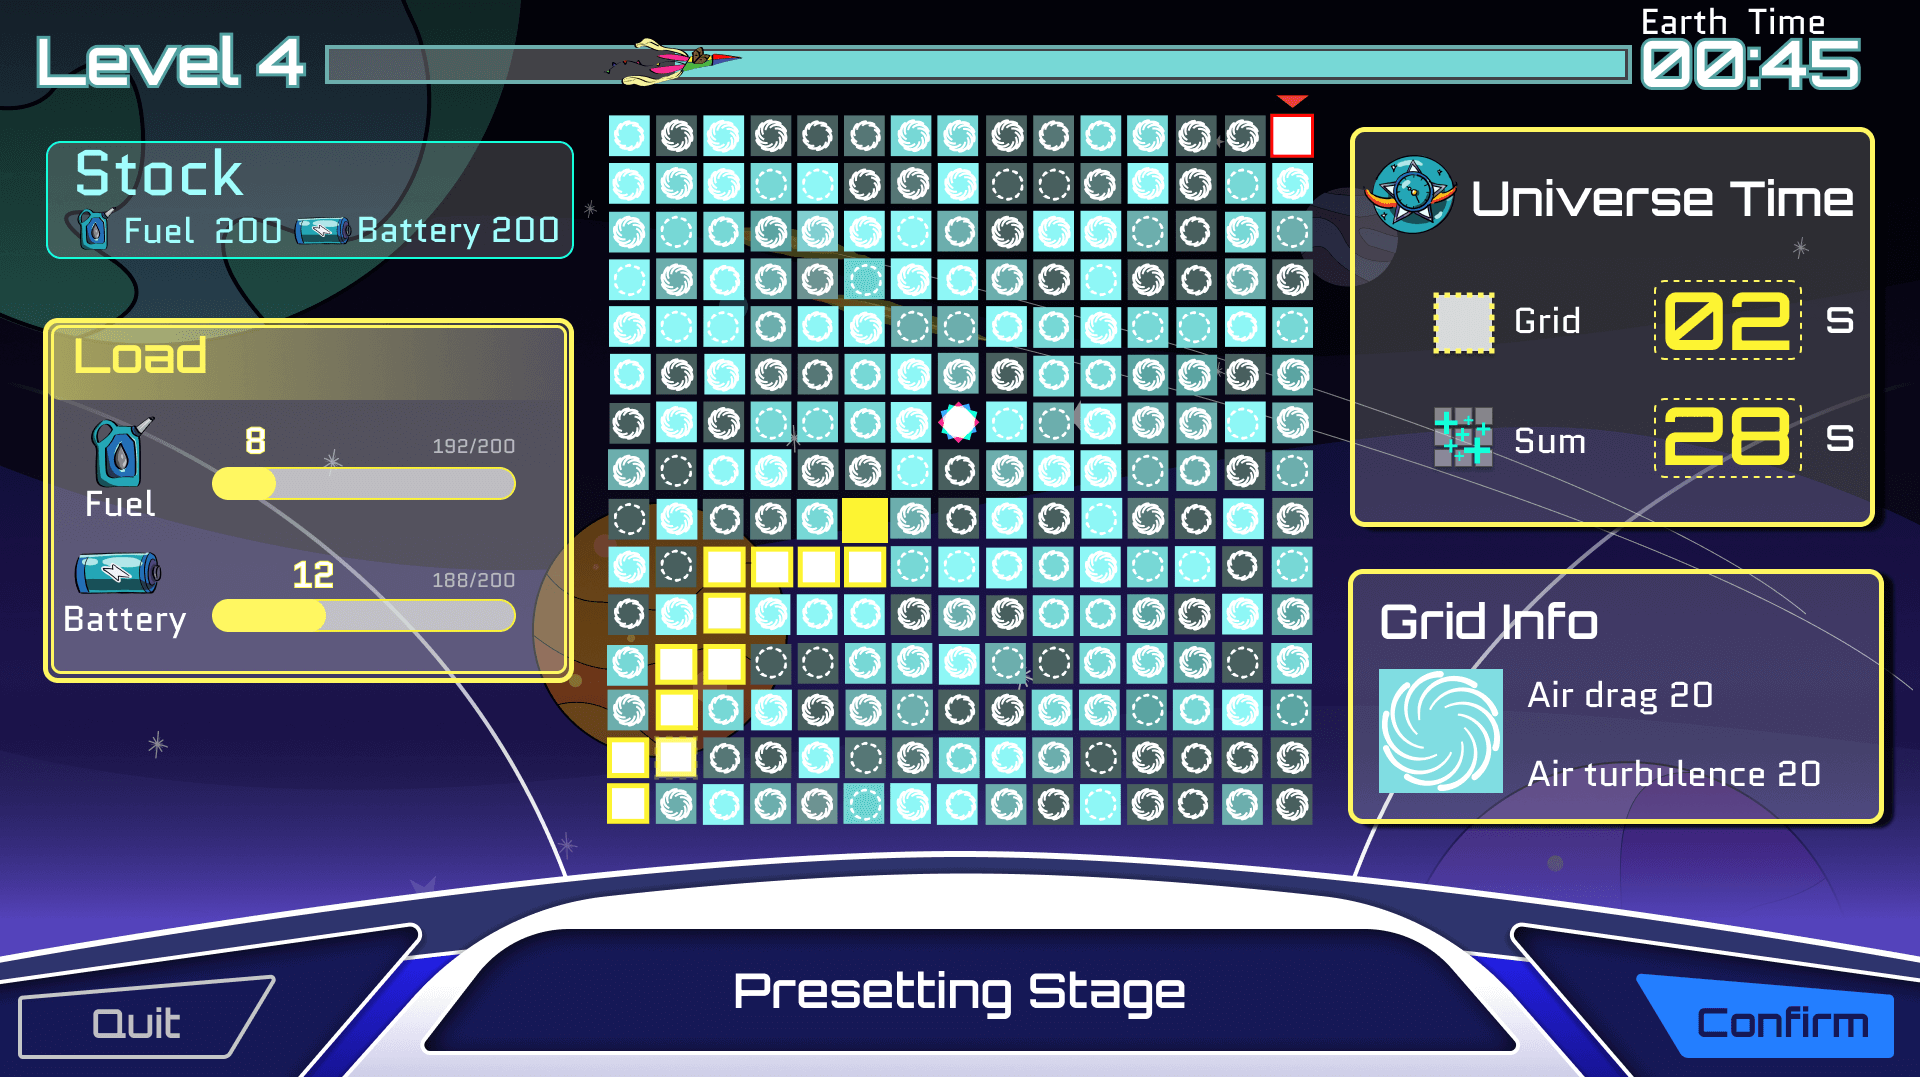 Level 4
Earth Time
00:45
Stock
Fuel 200 Battery 200
Load
8
192/200
Fuel
12
188/200
Battery
Universe Time
Grid 02 S
Sum 28 S
Grid Info
Air drag 20
Air turbulence 20
Presetting Stage
Quit
Confirm